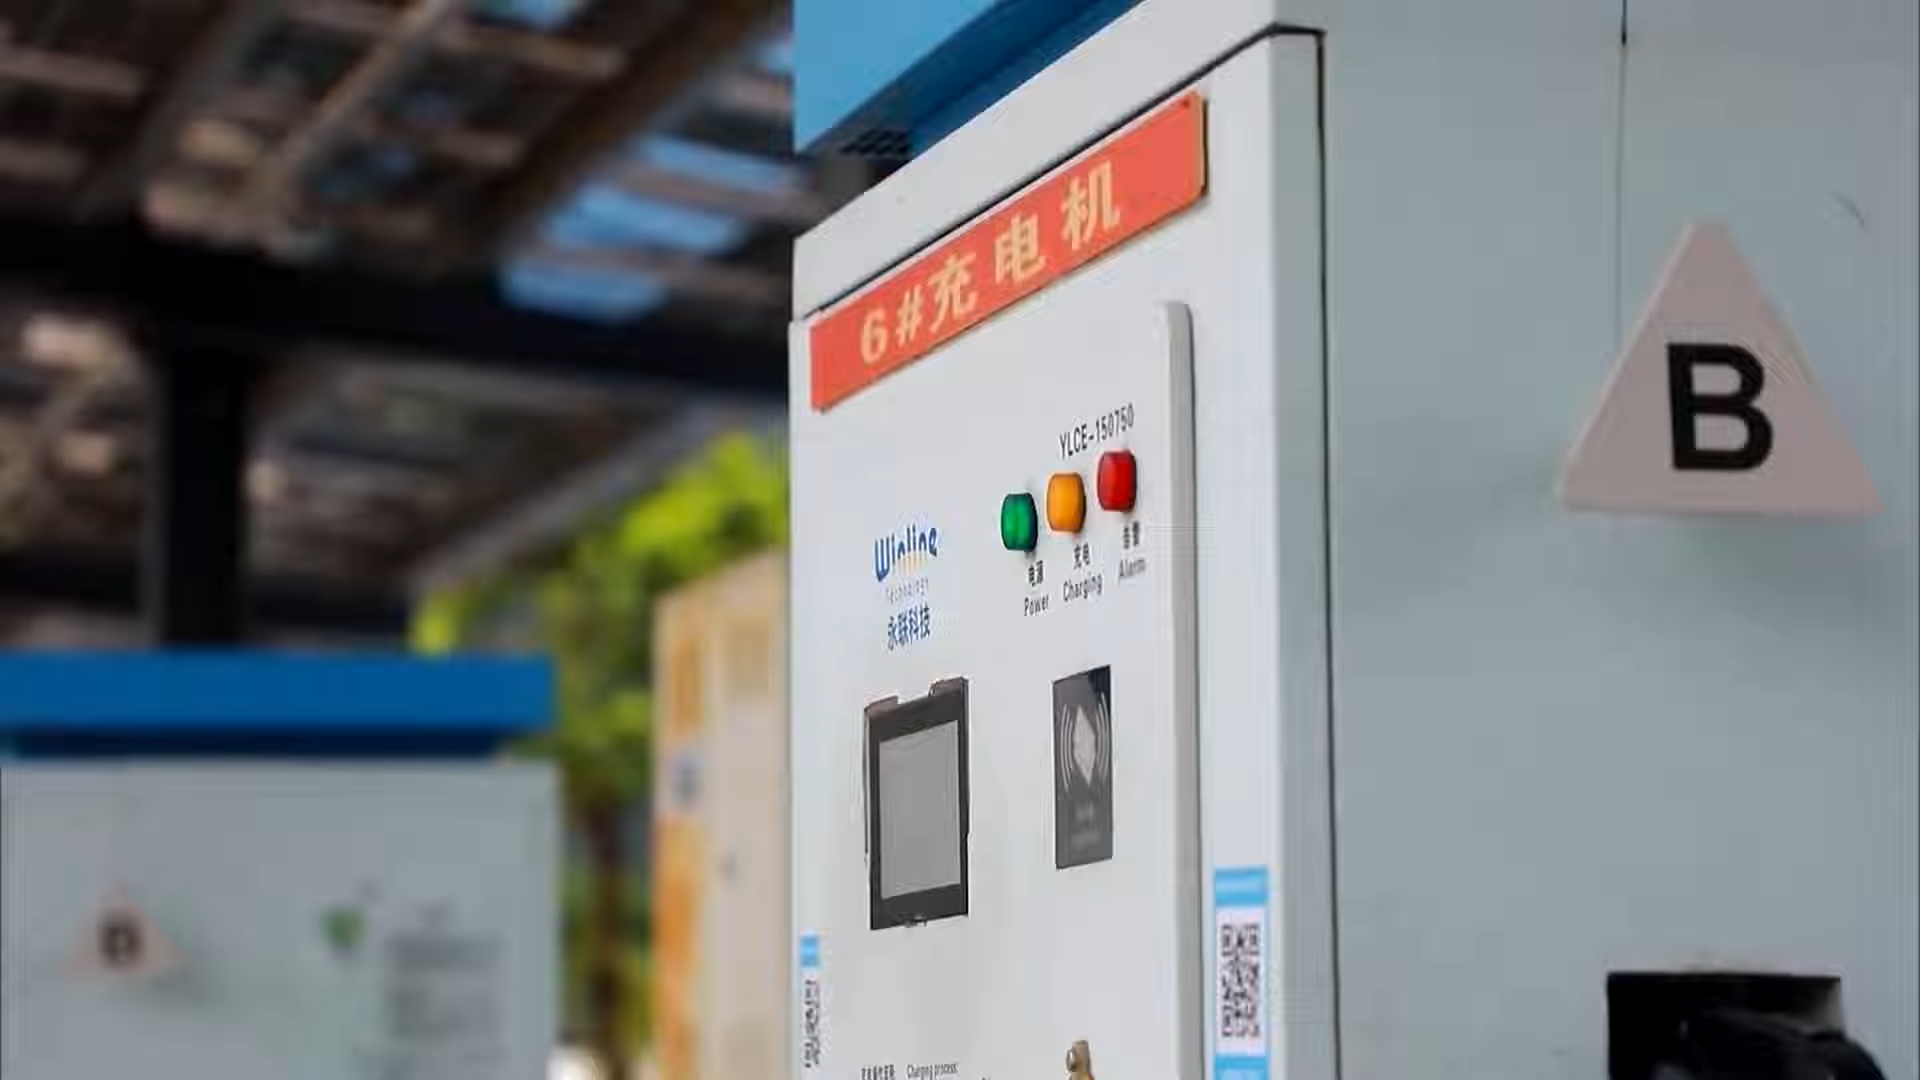 6#充电机
YLCE-150750
Winline
Technology
永联科技
电源
Power
充电
Charging
告警
Alarm
B
B
Charging process: